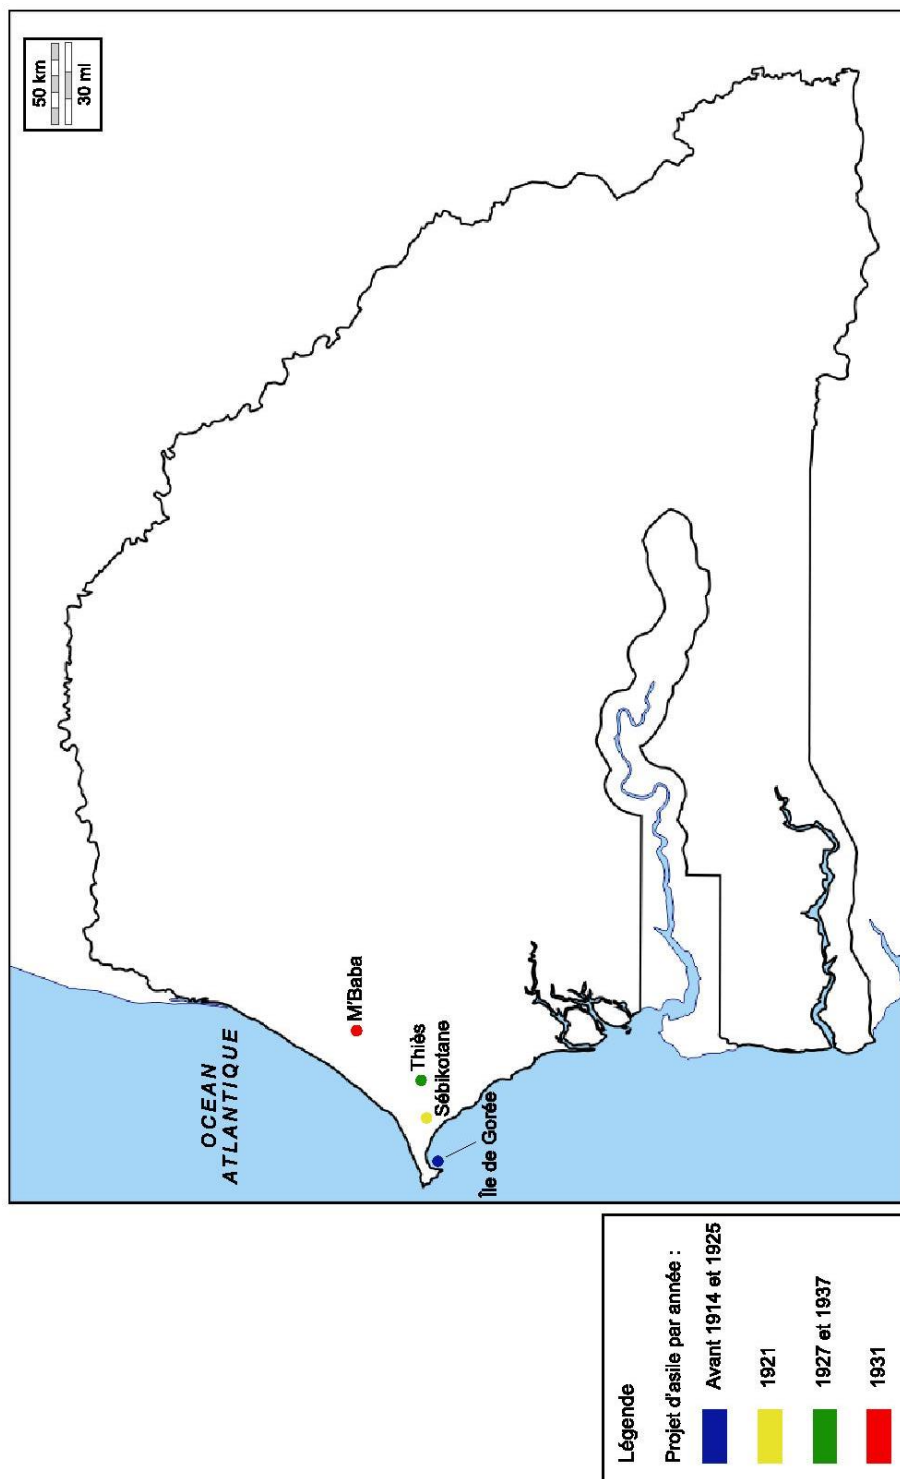 50 km
30 ml
OCEAN
ATLANTIQUE
M'Baba
Thiès
Sébikotane
Île de Gorée
Légende
Projet d'asile par année :
Avant 1914 et 1925
1921
1927 et 1937
1931